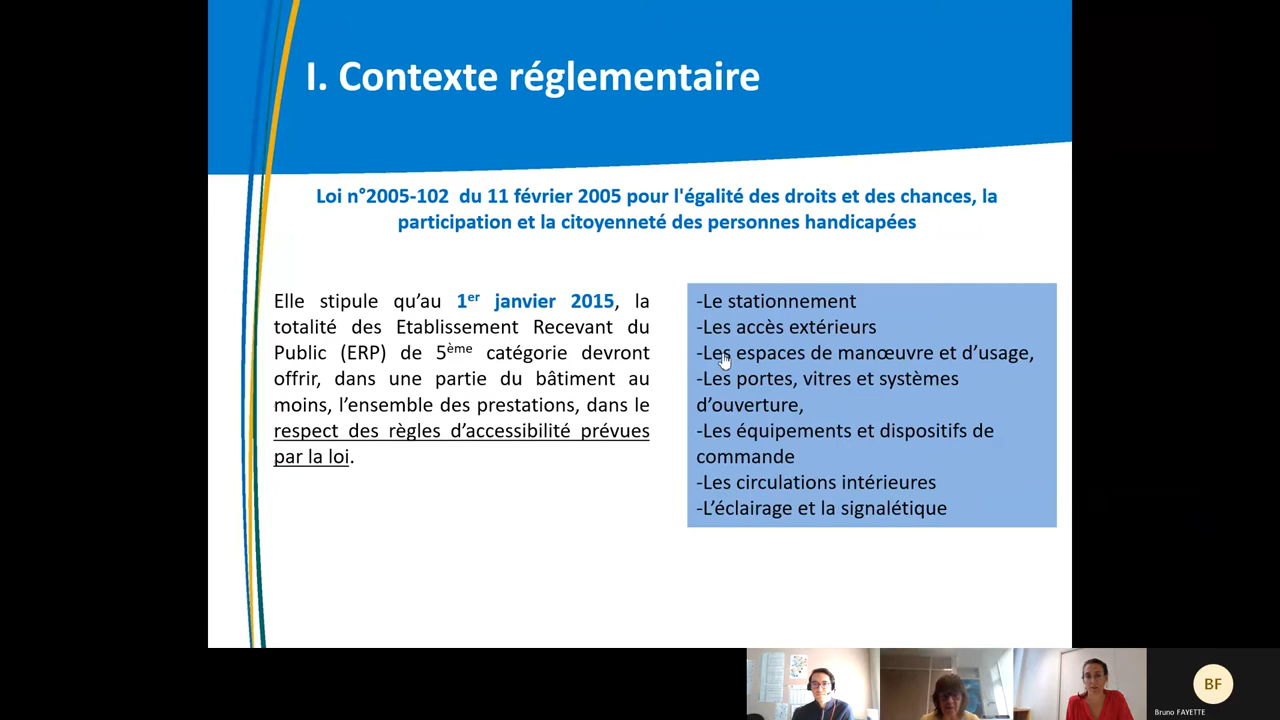 I. Contexte réglementaire
Loi n°2005-102 du 11 février 2005 pour l'égalité des droits et des chances, la
participation et la citoyenneté des personnes handicapées
Elle stipule qu’au 1er janvier 2015, la
totalité des Etablissement Recevant du
Public (ERP) de 5ème catégorie devront
offrir, dans une partie du bâtiment au
moins, l’ensemble des prestations, dans le
respect des règles d’accessibilité prévues
par la loi.
-Le stationnement
-Les accès extérieurs
-Les espaces de manœuvre et d’usage,
-Les portes, vitres et systèmes
d’ouverture,
-Les équipements et dispositifs de
commande
-Les circulations intérieures
-L’éclairage et la signalétique
BF
Bruno FAYETTE